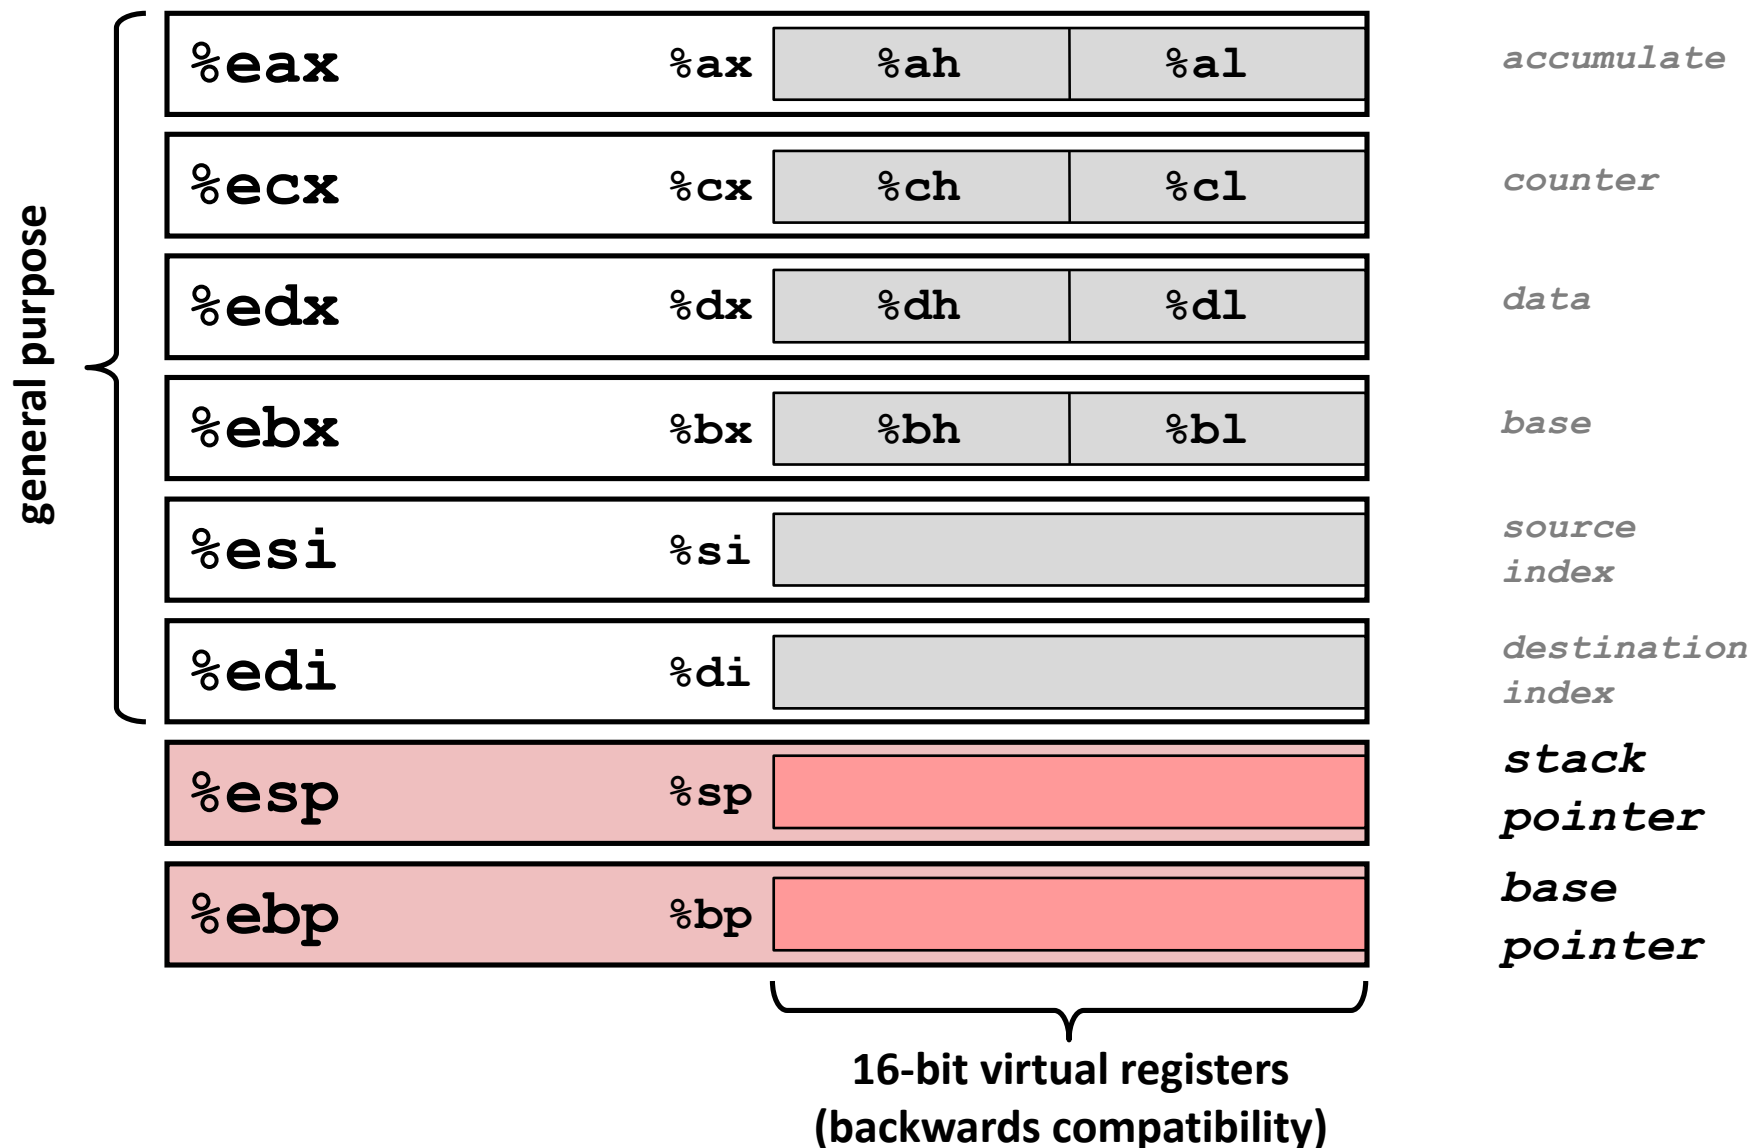 general purpose
%eax %ax %ah %al accumulate
%ecx %cx %ch %cl counter
%edx %dx %dh %dl data
%ebx %bx %bh %bl base
%esi %si source
index
%edi %di destination
index
%esp %sp stack
pointer
%ebp %bp base
pointer
16-bit virtual registers
(backwards compatibility)